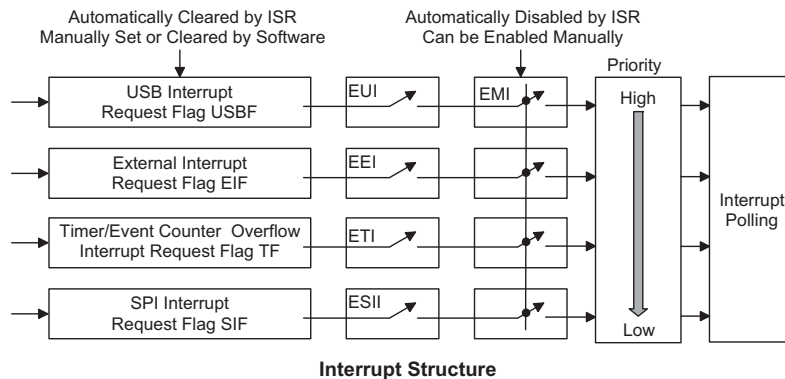 Automatically Cleared by ISR
Manually Set or Cleared by Software
Automatically Disabled by ISR
Can be Enabled Manually
Priority
USB Interrupt
Request Flag USBF
EUI
EMI
High
External Interrupt
Request Flag EIF
EEI
Interrupt
Polling
Timer/Event Counter Overflow
Interrupt Request Flag TF
ETI
SPI Interrupt
Request Flag SIF
ESII
Low
Interrupt Structure